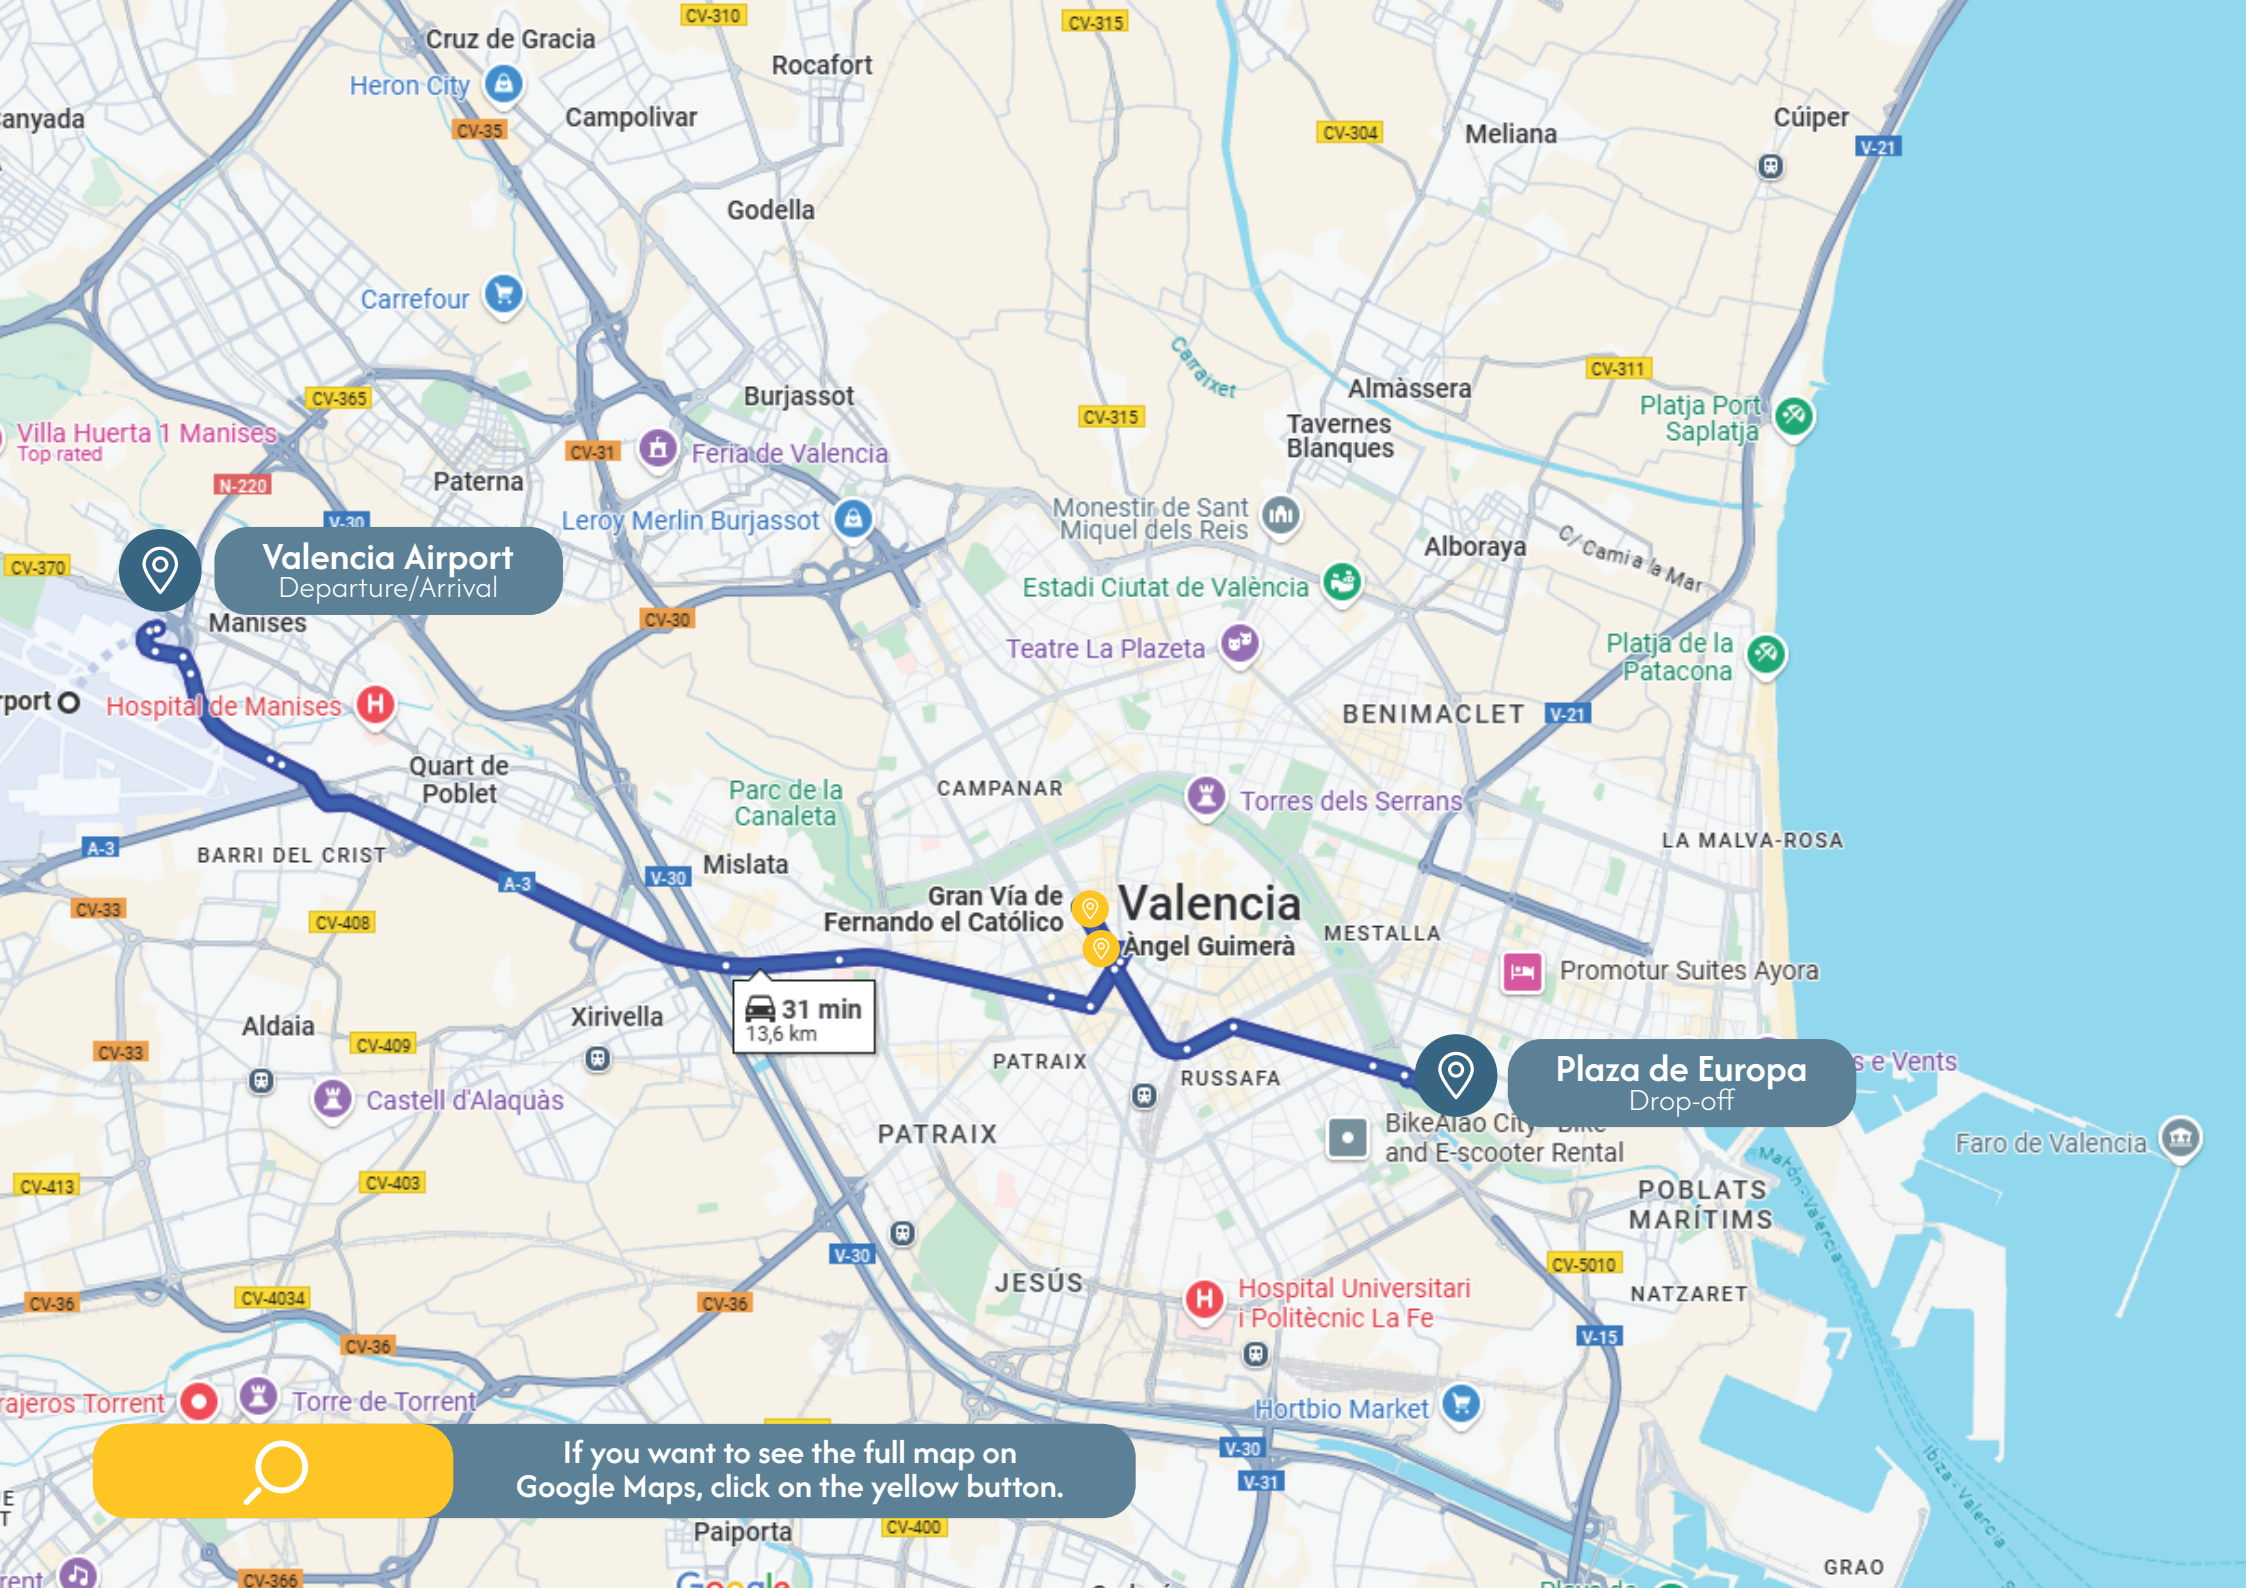 CV-310
CV-315
Cruz de Gracia
Rocafort
Heron City
anyada
Campolivar
CV-35
CV-304
Meliana
Cúiper
V-21
Godella
Carrefour
Carraixet
CV-365
Burjassot
Almàssera
CV-311
Platja Port
Saplatja
CV-315
Tavernes
Blanques
Villa Huerta 1 Manises
Top rated
CV-31
Feria de Valencia
N-220
Paterna
V-30
Leroy Merlin Burjassot
Monestir de Sant
Miquel dels Reis
Alboraya
C/ Camí a la Mar
CV-370
Valencia Airport
Departure/Arrival
Estadi Ciutat de València
Manises
CV-30
Teatre La Plazeta
Platja de la
Patacona
rport
Hospital de Manises
BENIMACLET
V-21
Quart de
Poblet
Parc de la
Canaleta
CAMPANAR
Torres dels Serrans
A-3
BARRI DEL CRIST
LA MALVA-ROSA
A-3
V-30
Mislata
CV-33
CV-408
Gran Vía de
Fernando el Católico
Valencia
Àngel Guimerà
MESTALLA
Promotur Suites Ayora
31 min
13,6 km
Aldaia
Xirivella
CV-33
CV-409
PATRAIX
RUSSAFA
Plaza de Europa
Drop-off
s e Vents
Castell d'Alaquàs
PATRAIX
BikeAlao City
and E-scooter Rental
Faro de Valencia
Mahón - Valencia
CV-413
CV-403
POBLATS
MARÍTIMS
V-30
CV-5010
JESÚS
Hospital Universitari
i Politècnic La Fe
NATZARET
CV-36
CV-4034
CV-36
CV-36
V-15
rajeros Torrent
Torre de Torrent
Hortbio Market
If you want to see the full map on
Google Maps, click on the yellow button.
V-30
V-31
Ibiza - Valencia
E
T
Paiporta
CV-400
GRAO
rent
CV-366
Google